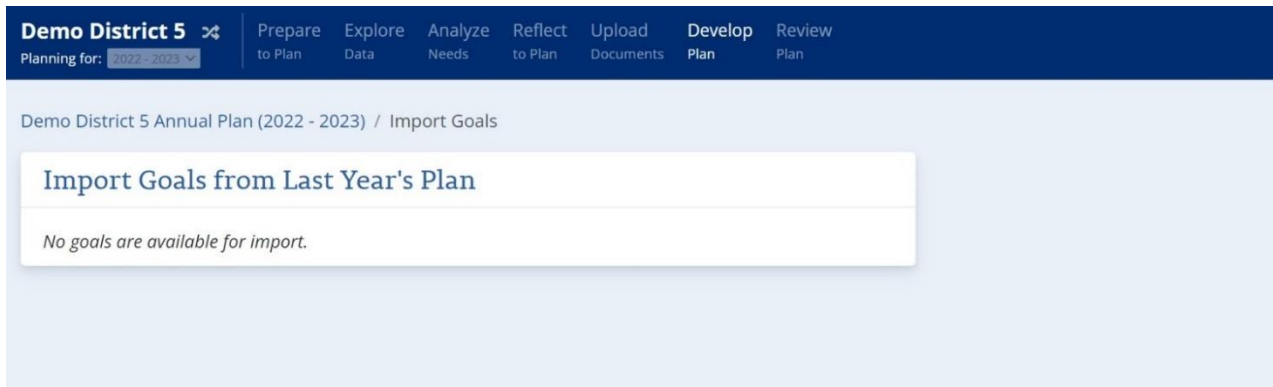 Demo District 5
Planning for: 2022 - 2023
Prepare
to Plan
Explore
Data
Analyze
Needs
Reflect
to Plan
Upload
Documents
Develop
Plan
Review
Plan
Demo District 5 Annual Plan (2022 - 2023) / Import Goals
Import Goals from Last Year's Plan
No goals are available for import.